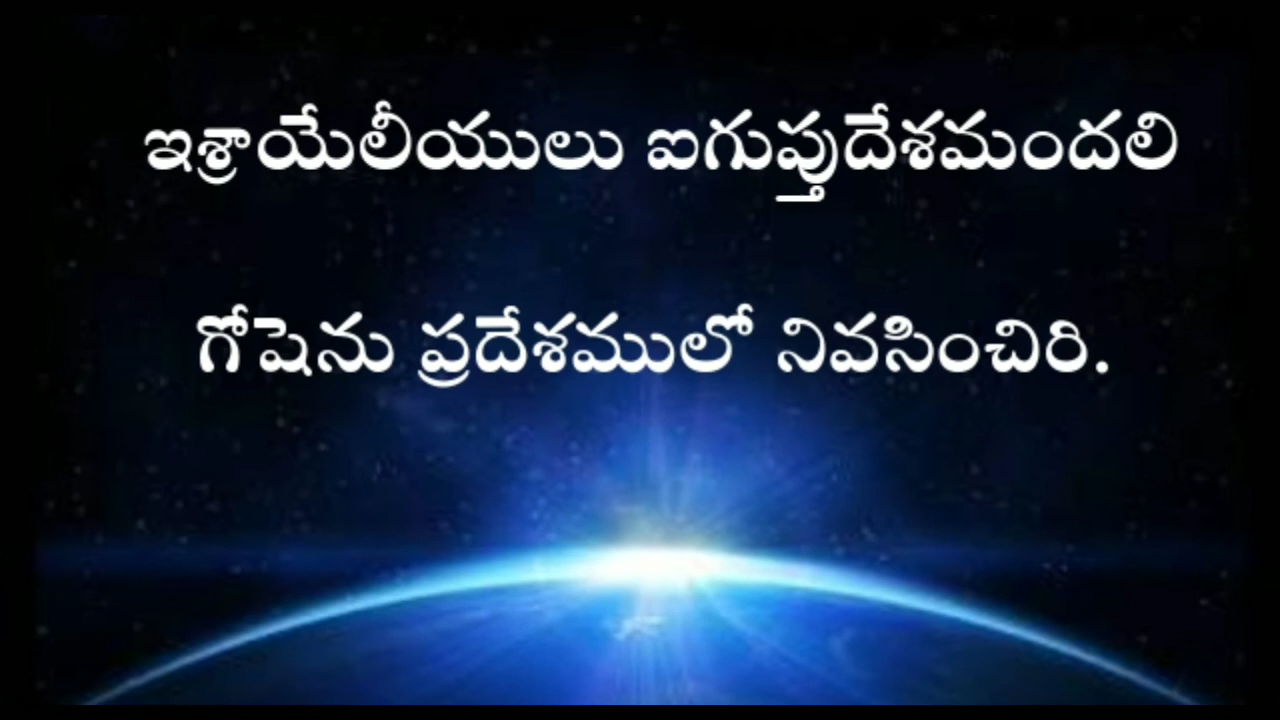 ఇశ్రాయేలీయులు ఐగుప్తుదేశమందలి
గోషెను ప్రదేశములో నివసించిరి.